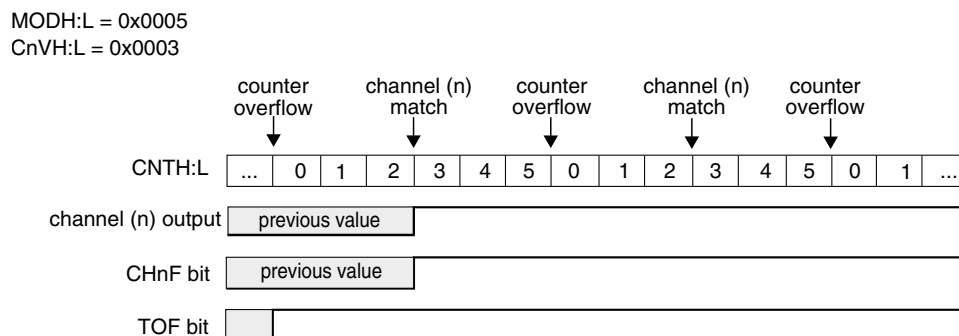 MODH:L = 0x0005
CnVH:L = 0x0003
counter overflow
channel (n) match
counter overflow
channel (n) match
counter overflow
CNTH:L ... 0 1 2 3 4 5 0 1 2 3 4 5 0 1 ...
channel (n) output previous value
CHnF bit previous value
TOF bit